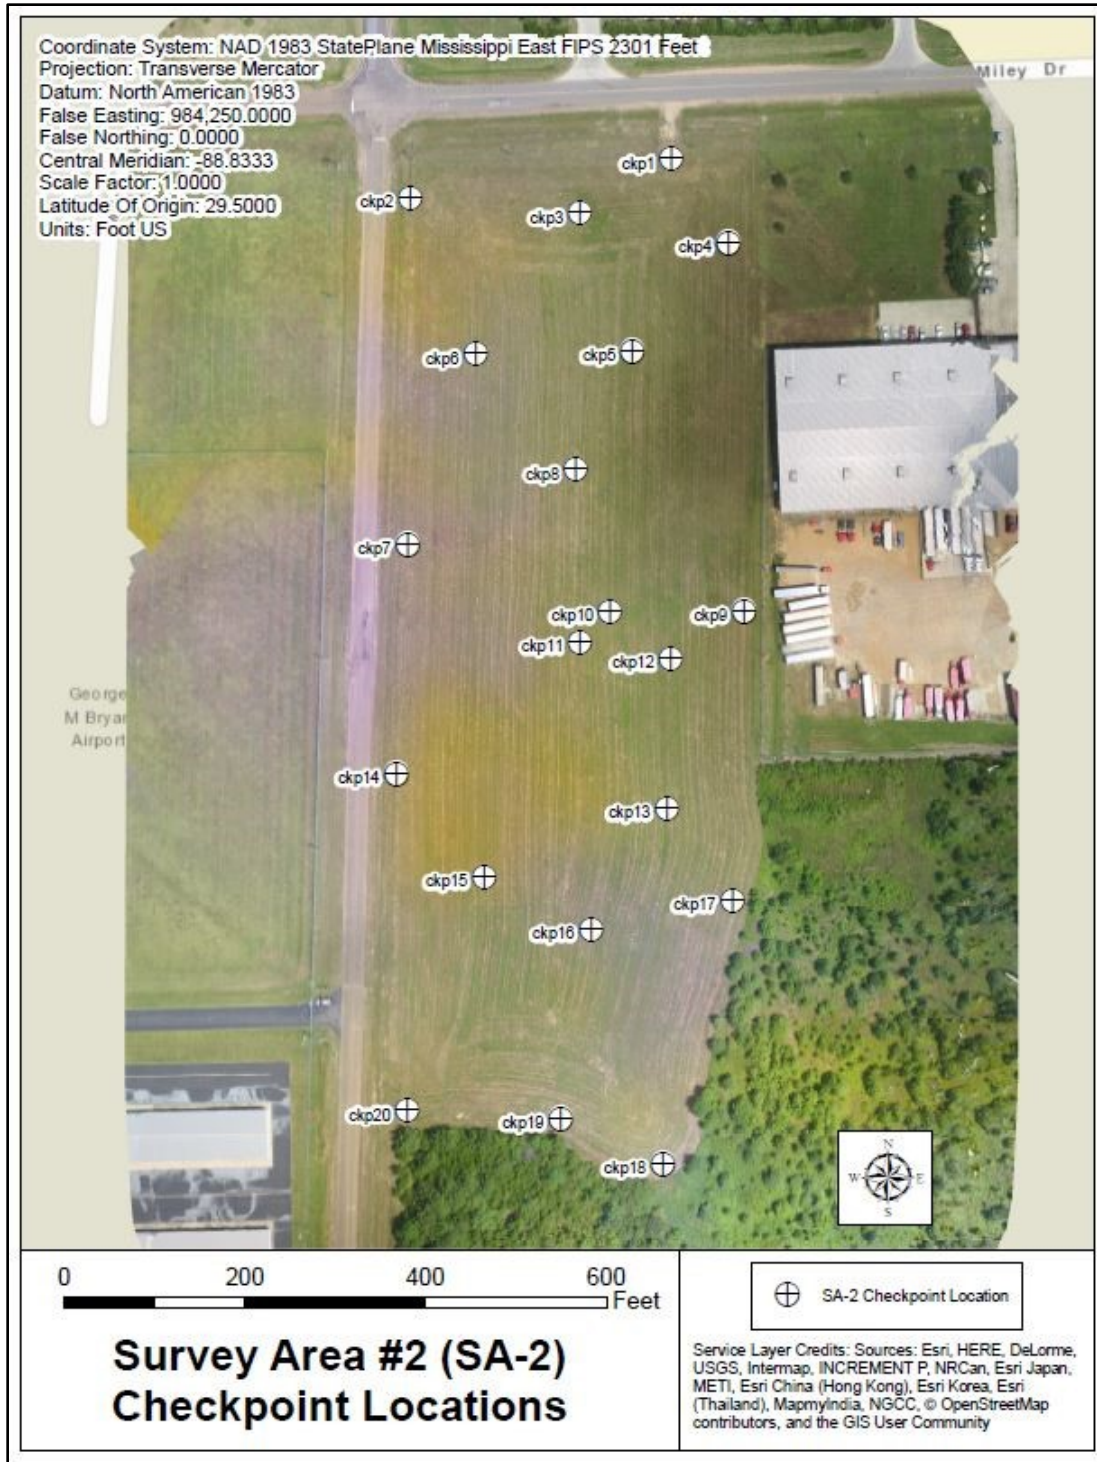 Coordinate System: NAD 1983 StatePlane Mississippi East FIPS 2301 Feet
Projection: Transverse Mercator
Datum: North American 1983
False Easting: 984,250.0000
False Northing: 0.0000
Central Meridian: -88.8333
Scale Factor: 1.0000
Latitude Of Origin: 29.5000
Units: Foot US
Miley Dr
ckp1
ckp2
ckp3
ckp4
ckp6
ckp5
ckp8
ckp7
ckp10
ckp9
ckp11
ckp12
George
M Bryan
Airport
ckp14
ckp13
ckp15
ckp17
ckp16
ckp20
ckp19
ckp18
N
W E
S
0 200 400 600
Feet
Survey Area #2 (SA-2)
Checkpoint Locations
SA-2 Checkpoint Location
Service Layer Credits: Sources: Esri, HERE, DeLorme,
USGS, Intermap, INCREMENT P, NRCan, Esri Japan,
METI, Esri China (Hong Kong), Esri Korea, Esri
(Thailand), MapmyIndia, NGCC, © OpenStreetMap
contributors, and the GIS User Community